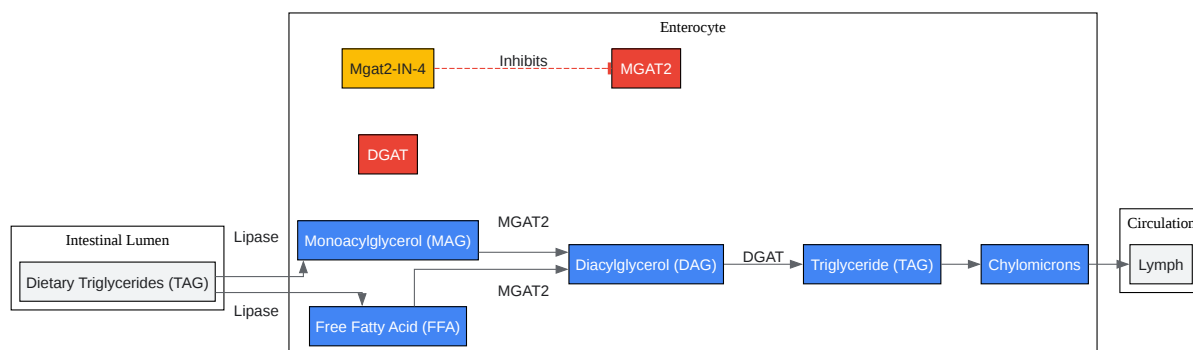 Enterocyte
Mgat2-IN-4
Inhibits
MGAT2
DGAT
Intestinal Lumen
Dietary Triglycerides (TAG)
Lipase
Lipase
Monoacylglycerol (MAG)
Free Fatty Acid (FFA)
MGAT2
MGAT2
Diacylglycerol (DAG)
DGAT
Triglyceride (TAG)
Chylomicrons
Circulation
Lymph